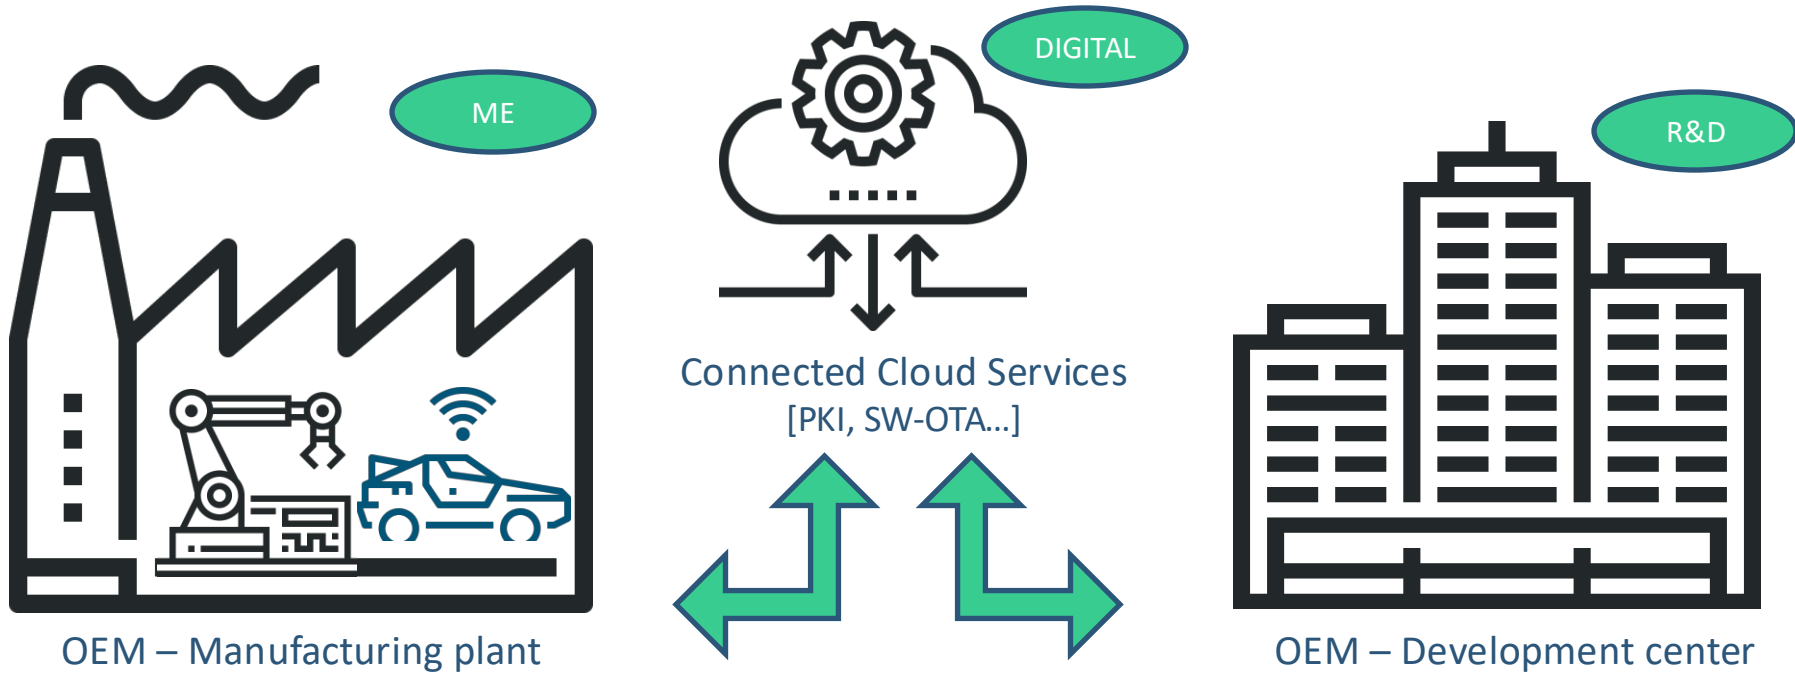 ME
DIGITAL
R&D
Connected Cloud Services
[PKI, SW-OTA...]
OEM – Manufacturing plant
OEM – Development center